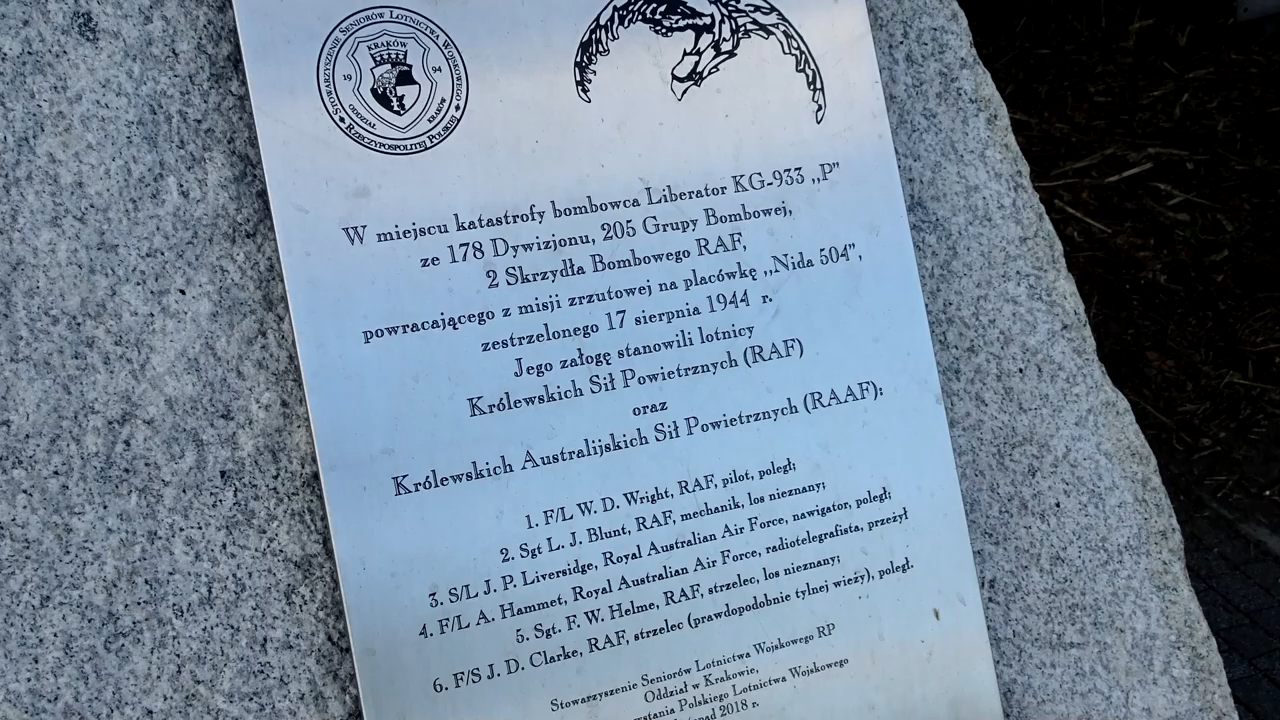 STOWARZYSZENIE SENIORÓW LOTNICTWA WOJSKOWEGO
RZECZYPOSPOLITEJ POLSKIEJ
KRAKÓW
19 94
ODDZIAŁ KRAKÓW
W miejscu katastrofy bombowca Liberator KG-933 „P”
ze 178 Dywizjonu, 205 Grupy Bombowej,
2 Skrzydła Bombowego RAF,
powracającego z misji zrzutowej na placówkę „Nida 504”,
zestrzelonego 17 sierpnia 1944 r.
Jego załogę stanowili lotnicy
Królewskich Sił Powietrznych (RAF)
oraz
Królewskich Australijskich Sił Powietrznych (RAAF):
1. F/L W. D. Wright, RAF, pilot, poległ;
2. Sgt L. J. Blunt, RAF, mechanik, los nieznany;
3. S/L J. P. Liversidge, Royal Australian Air Force, nawigator, poległ;
4. F/L A. Hammet, Royal Australian Air Force, radiotelegrafista, przeżył
5. Sgt. F. W. Helme, RAF, strzelec, los nieznany;
6. F/S J. D. Clarke, RAF, strzelec (prawdopodobnie tylnej wieży), poległ.
Stowarzyszenie Seniorów Lotnictwa Wojskowego RP
Oddział w Krakowie,
Polskiego Lotnictwa Wojskowego
2018 r.